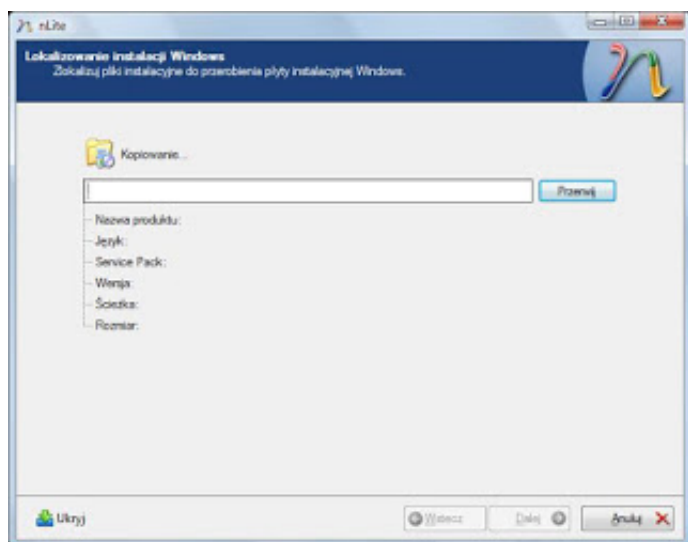 nLite
Lokalizowanie instalacji Windows
Zlokalizuj pliki instalacyjne do przerobienia płyty instalacyjnej Windows.
Kopiowanie...
Przerwij
Nazwa produktu:
Język:
Service Pack:
Wersja:
Ścieżka:
Rozmiar:
Ukryj
Wstecz
Dalej
Anuluj